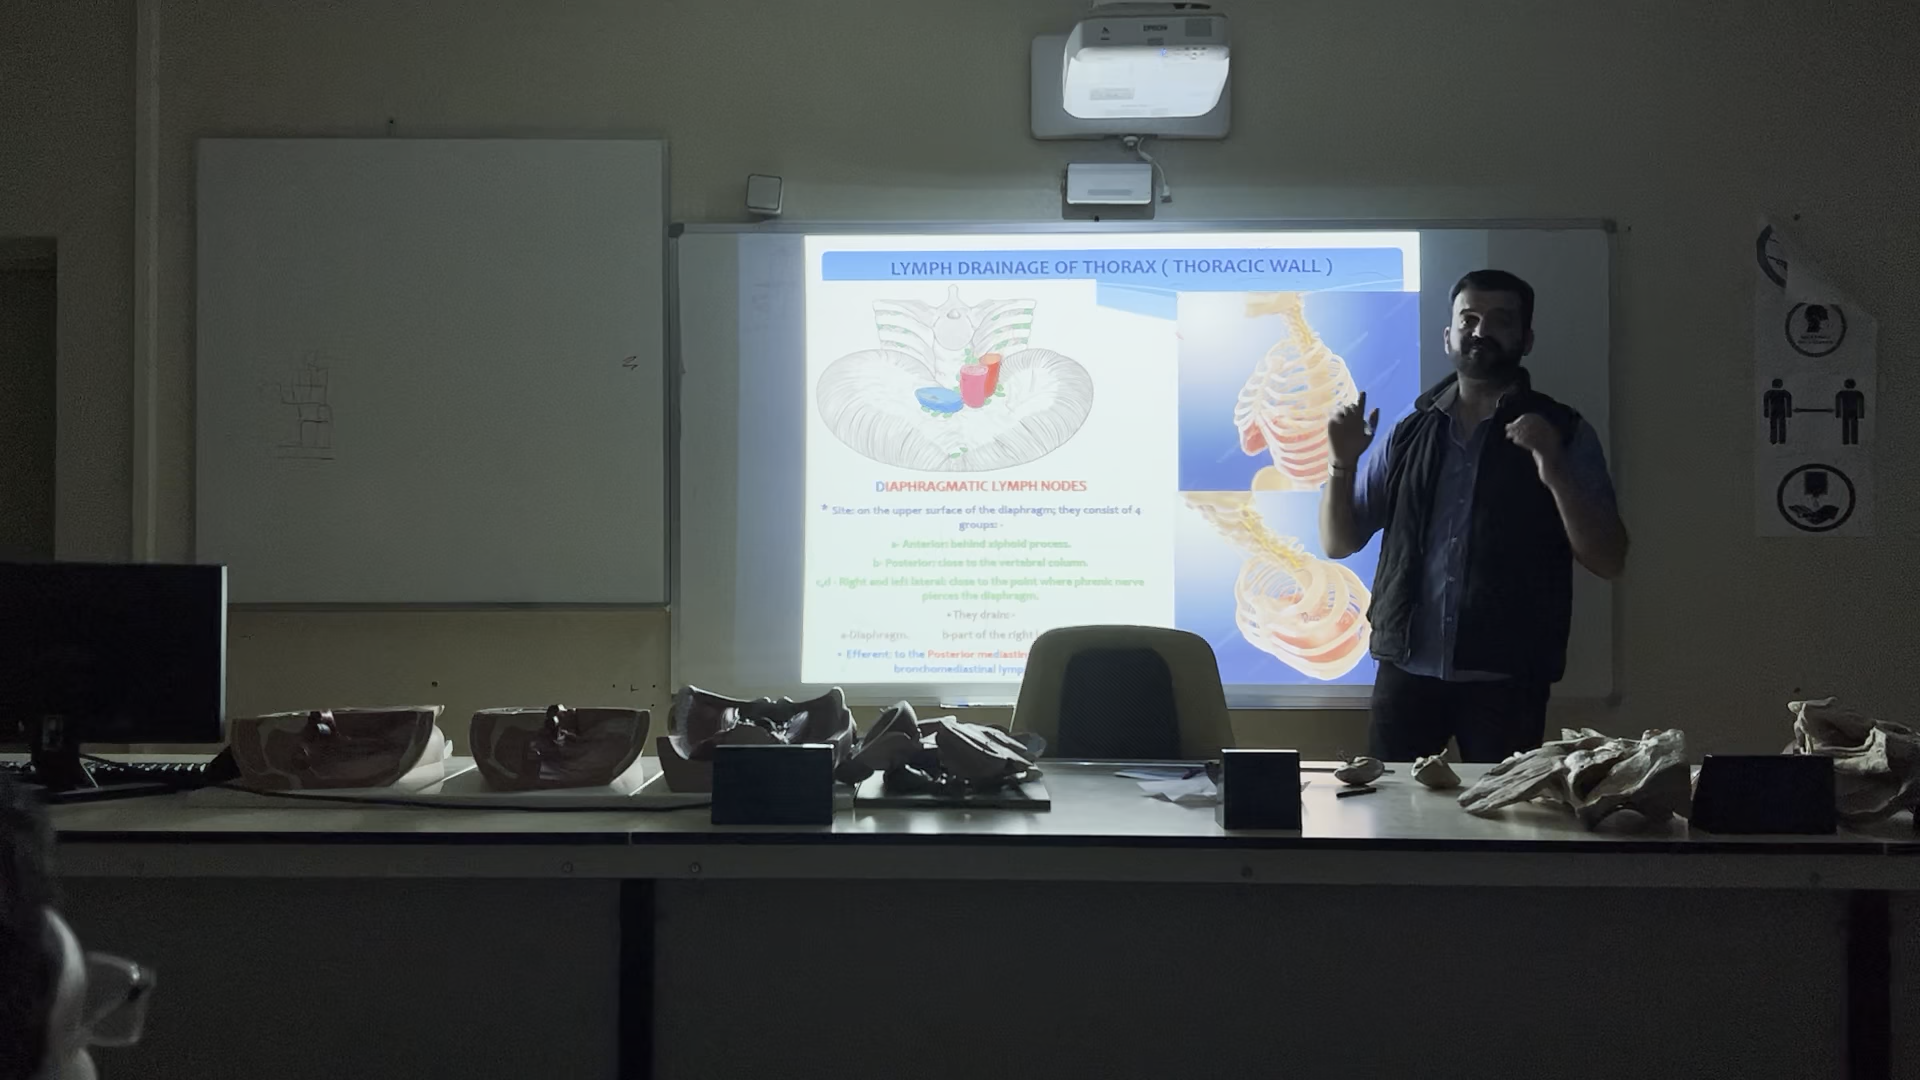 EPSON
LYMPH DRAINAGE OF THORAX ( THORACIC WALL )
DIAPHRAGMATIC LYMPH NODES
* Site: on the upper surface of the diaphragm; they consist of 4
groups: -
a- Anterior: behind xiphoid process.
b- Posterior: close to the vertebral column.
c,d - Right and left lateral: close to the point where phrenic nerve
pierces the diaphragm.
• They drain: -
a-Diaphragm. b-part of the right
• Efferent: to the Posterior
bronchomediastinal